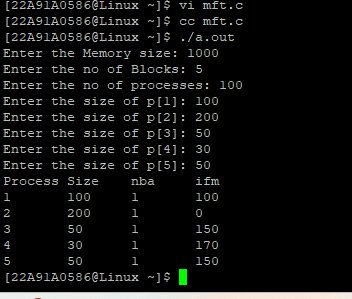 [22A91A0586@Linux ~]$ vi mft.c
[22A91A0586@Linux ~]$ cc mft.c
[22A91A0586@Linux ~]$ ./a.out
Enter the Memory size: 1000
Enter the no of Blocks: 5
Enter the no of processes: 100
Enter the size of p[1]: 100
Enter the size of p[2]: 200
Enter the size of p[3]: 50
Enter the size of p[4]: 30
Enter the size of p[5]: 50
Process Size nba ifm
1 100 1 100
2 200 1 0
3 50 1 150
4 30 1 170
5 50 1 150
[22A91A0586@Linux ~]$